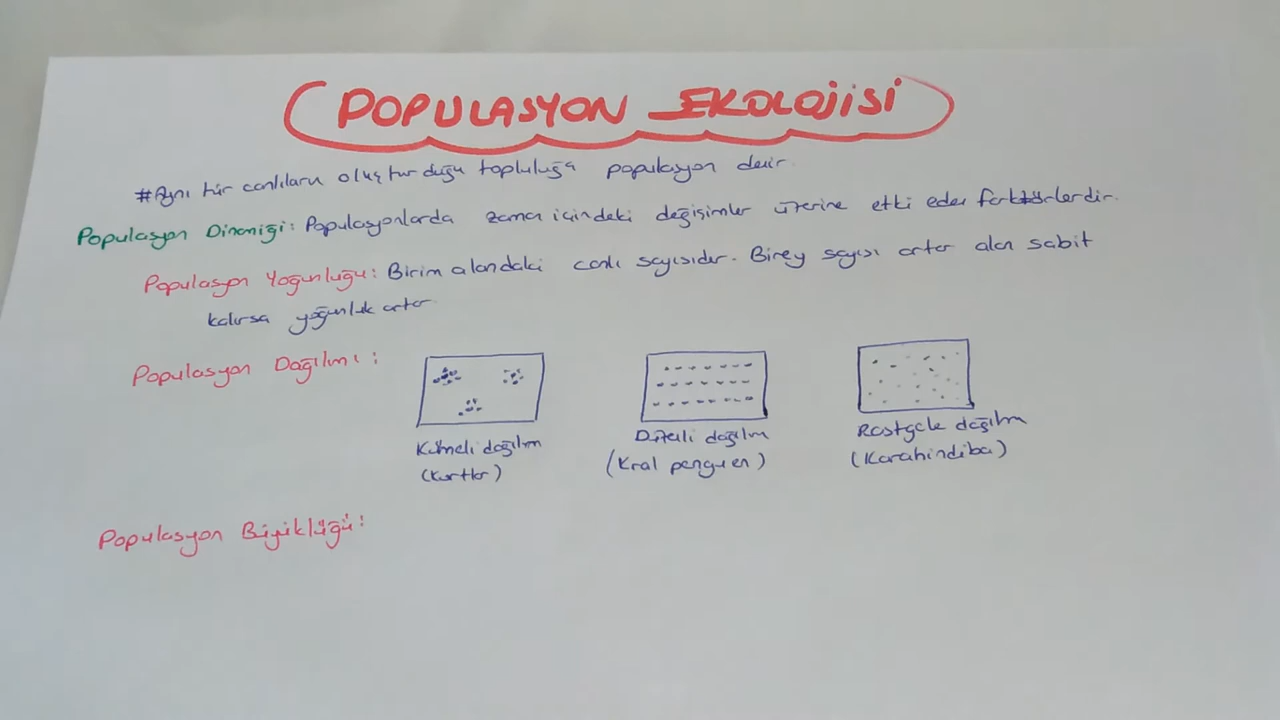 POPULASYON EKOLOJİSİ
#Aynı tür canlıların oluşturduğu topluluğa populasyon denir.
Populasyon Dinamiği: Populasyonlarda zaman içindeki değişimler üzerine etki eden faktörlerdir.
Populasyon Yoğunluğu: Birim alandaki canlı sayısıdır. Birey sayısı artar alan sabit
kalırsa yoğunluk artar
Populasyon Dağılımı:
Kümeli dağılım Düzenli dağılım Rastgele dağılım
(Kurtlar) (Kral penguen) (Karahindiba)
Populasyon Büyüklüğü: